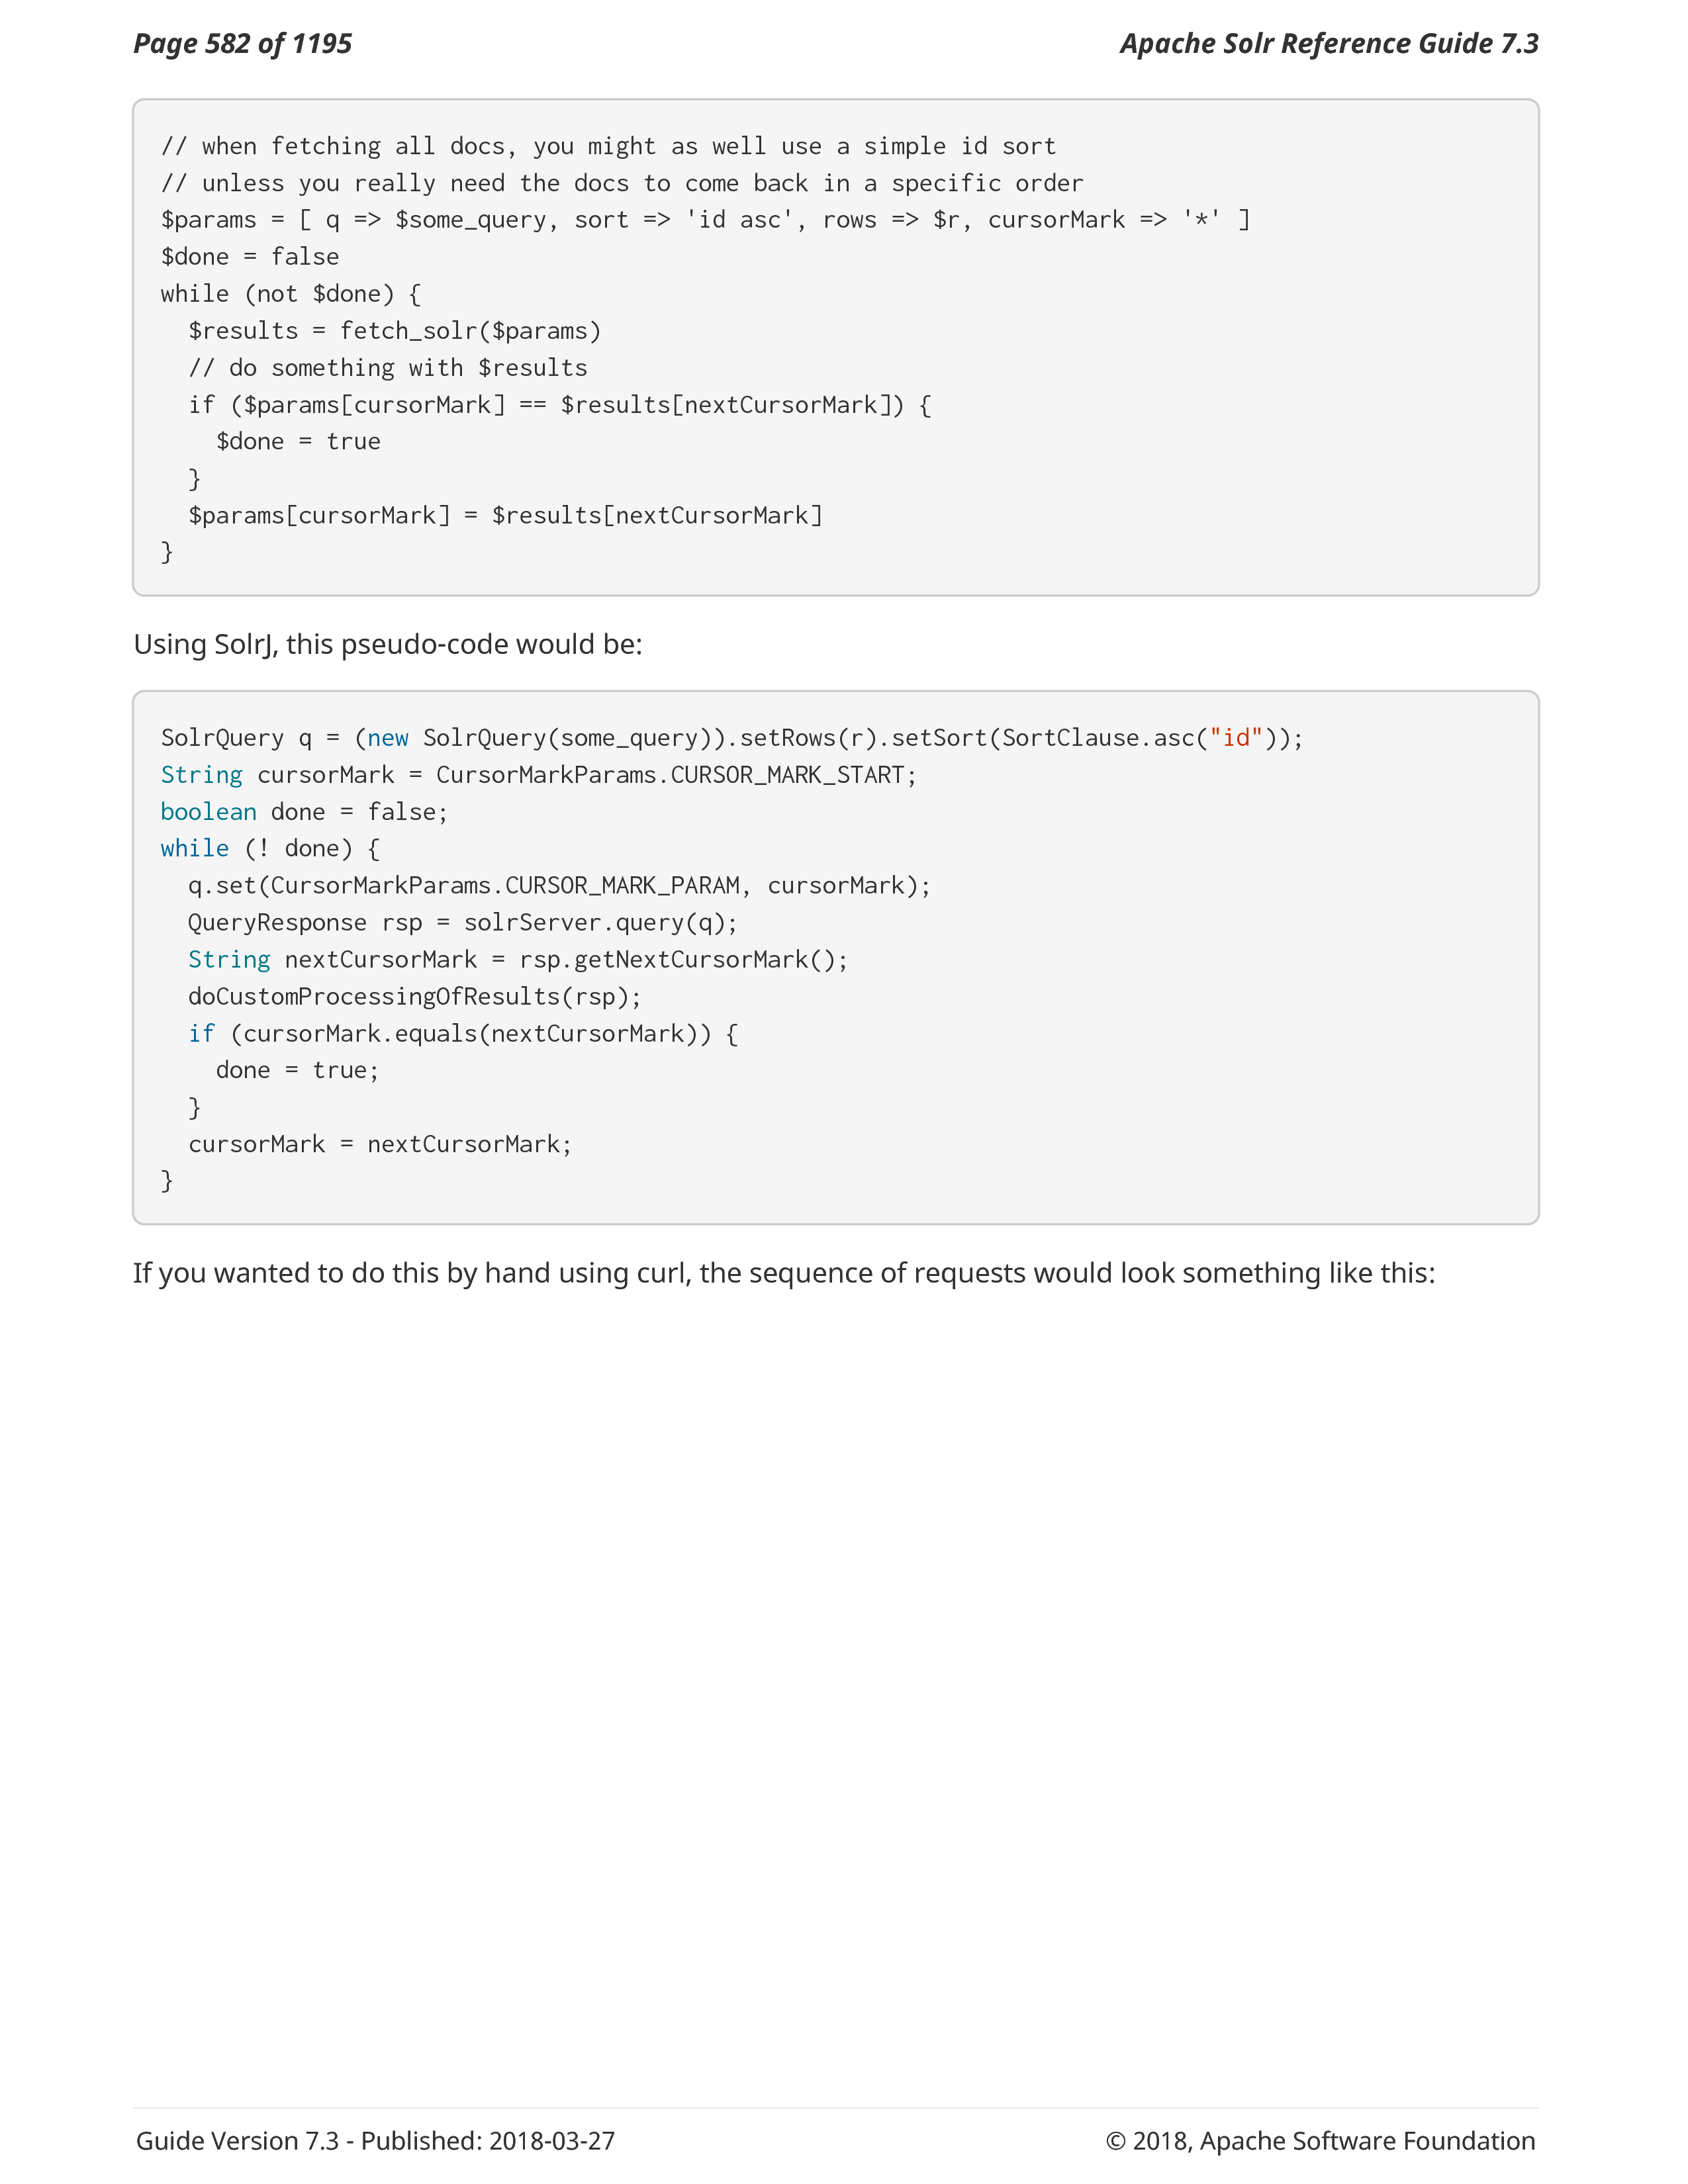 Page 582 of 1195
Apache Solr Reference Guide 7.3
// when fetching all docs, you might as well use a simple id sort
// unless you really need the docs to come back in a specific order
$params = [ q => $some_query, sort => 'id asc', rows => $r, cursorMark => '*' ]
$done = false
while (not $done) {
  $results = fetch_solr($params)
  // do something with $results
  if ($params[cursorMark] == $results[nextCursorMark]) {
    $done = true
  }
  $params[cursorMark] = $results[nextCursorMark]
}
Using SolrJ, this pseudo-code would be:
SolrQuery q = (new SolrQuery(some_query)).setRows(r).setSort(SortClause.asc("id"));
String cursorMark = CursorMarkParams.CURSOR_MARK_START;
boolean done = false;
while (! done) {
  q.set(CursorMarkParams.CURSOR_MARK_PARAM, cursorMark);
  QueryResponse rsp = solrServer.query(q);
  String nextCursorMark = rsp.getNextCursorMark();
  doCustomProcessingOfResults(rsp);
  if (cursorMark.equals(nextCursorMark)) {
    done = true;
  }
  cursorMark = nextCursorMark;
}
If you wanted to do this by hand using curl, the sequence of requests would look something like this:
Guide Version 7.3 - Published: 2018-03-27
© 2018, Apache Software Foundation